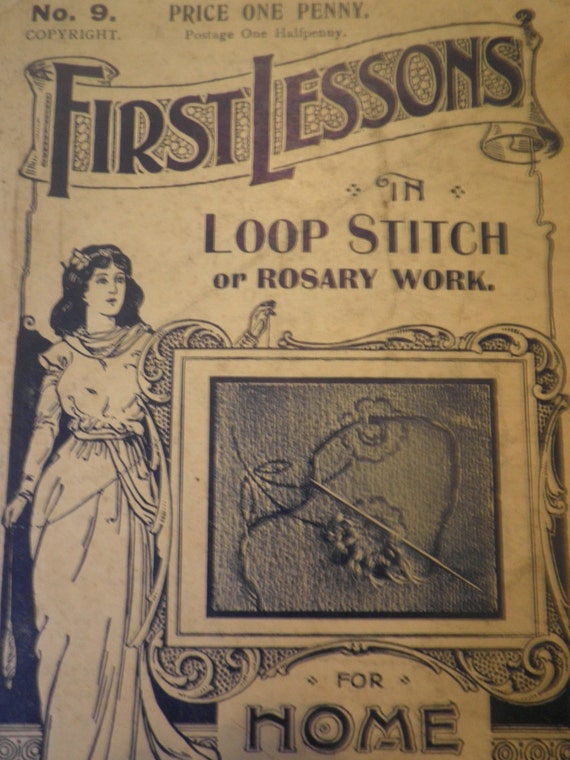 No. 9. PRICE ONE PENNY.
COPYRIGHT. Postage One Halfpenny.
FIRST LESSONS
IN
LOOP STITCH
or ROSARY WORK.
FOR
HOME